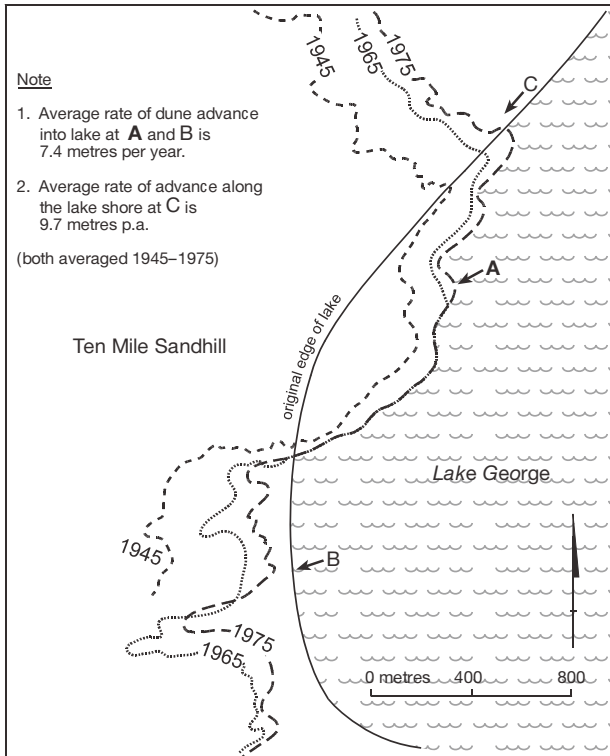 Note
1. Average rate of dune advance
into lake at A and B is
7.4 metres per year.
2. Average rate of advance along
the lake shore at C is
9.7 metres p.a.
(both averaged 1945–1975)
1945
1965
1975
C
A
original edge of lake
Ten Mile Sandhill
Lake George
1945
B
1975
1965
0 metres 400 800